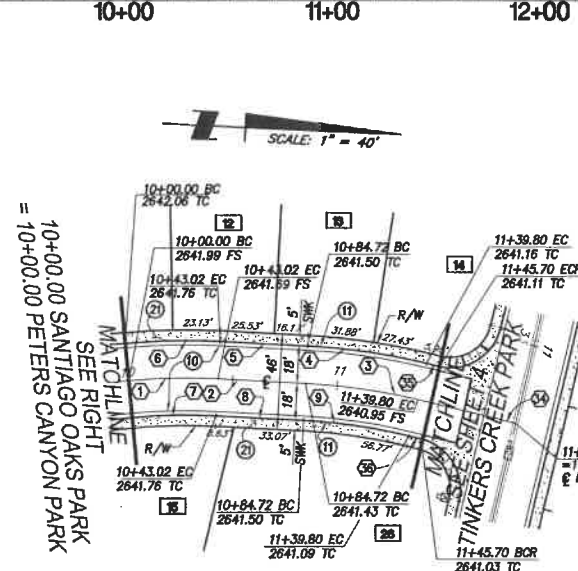 10+00
11+00
12+00
SCALE: 1" = 40'
10+00.00 BC
2642.06 TC
12
13
10+00.00 BC
2641.99 FS
10+84.72 BC
2641.50 TC
14
11+39.80 EC
2641.16 TC
10+43.02 EC
2641.76 TC
10+43.02 EC
2641.69 FS
11+45.70 ECR
2641.11 TC
21
23.13'
25.53'
16.1
5'
SWK
11
31.88'
27.43'
R/W
6
10
5
46'
18'
4
3
35
1
7
2
8
18'
9
11
11+39.80 EC
2640.95 FS
34
R/W
33.07'
5'
SWK
21
11
56.77'
36
10+43.02 EC
2641.76 TC
15
10+84.72 BC
2641.50 TC
10+84.72 BC
2641.43 TC
26
11+39.80 EC
2641.09 TC
11+45.70 BCR
2641.03 TC
MATCHLINE
SEE RIGHT
10+00.00 SANTIAGO OAKS PARK
= 10+00.00 PETERS CANYON PARK
MATCHLINE
SEE SHEET 4
TINKERS CREEK PARK
11